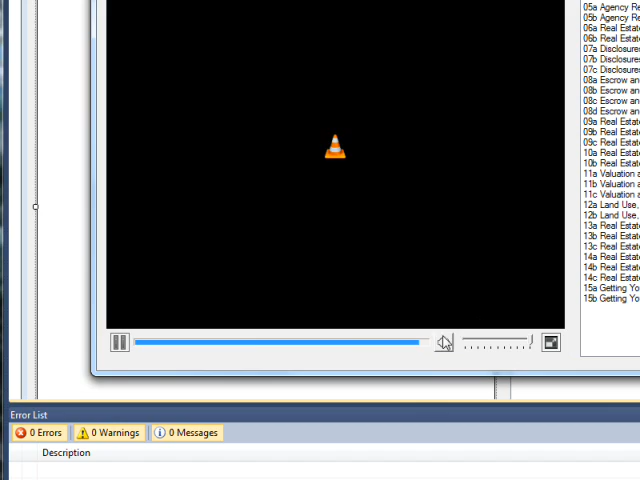 05a Agency Re
05b Agency Re
06a Real Estate
06b Real Estate
07a Disclosures
07b Disclosures
07c Disclosures
08a Escrow an
08b Escrow an
08c Escrow an
08d Escrow an
09a Real Estate
09b Real Estate
09c Real Estate
10a Real Estate
10b Real Estate
11a Valuation a
11b Valuation a
11c Valuation a
12a Land Use,
12b Land Use,
13a Real Estate
13b Real Estate
13c Real Estate
14a Real Estate
14b Real Estate
14c Real Estate
15a Getting Yo
15b Getting Yo
Error List
0 Errors 0 Warnings 0 Messages
Description